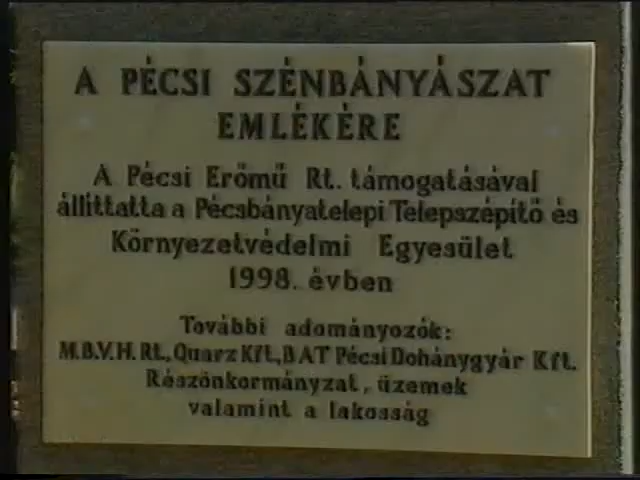 A PÉCSI SZÉNBÁNYÁSZAT
EMLÉKÉRE
A Pécsi Erőmű Rt. támogatásával
állíttatta a Pécsbányatelepi Telepszépítő és
Környezetvédelmi Egyesület
1998. évben
További adományozók:
M.B.V.H. Rt., Quarz Kft., BAT Pécsi Dohánygyár Kft.
Részönkormányzat, üzemek
valamint a lakosság